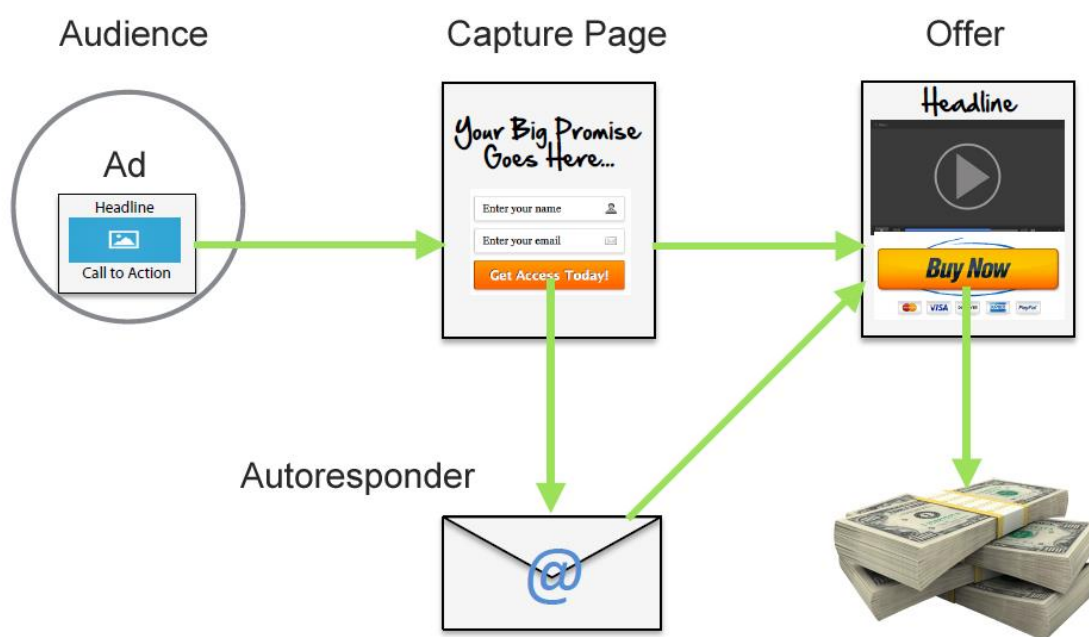 Audience
Capture Page
Offer
Ad
Headline
Call to Action
Your Big Promise
Goes Here...
Enter your name
Enter your email
Get Access Today!
Headline
Buy Now
VISA
PayPal
Autoresponder
@